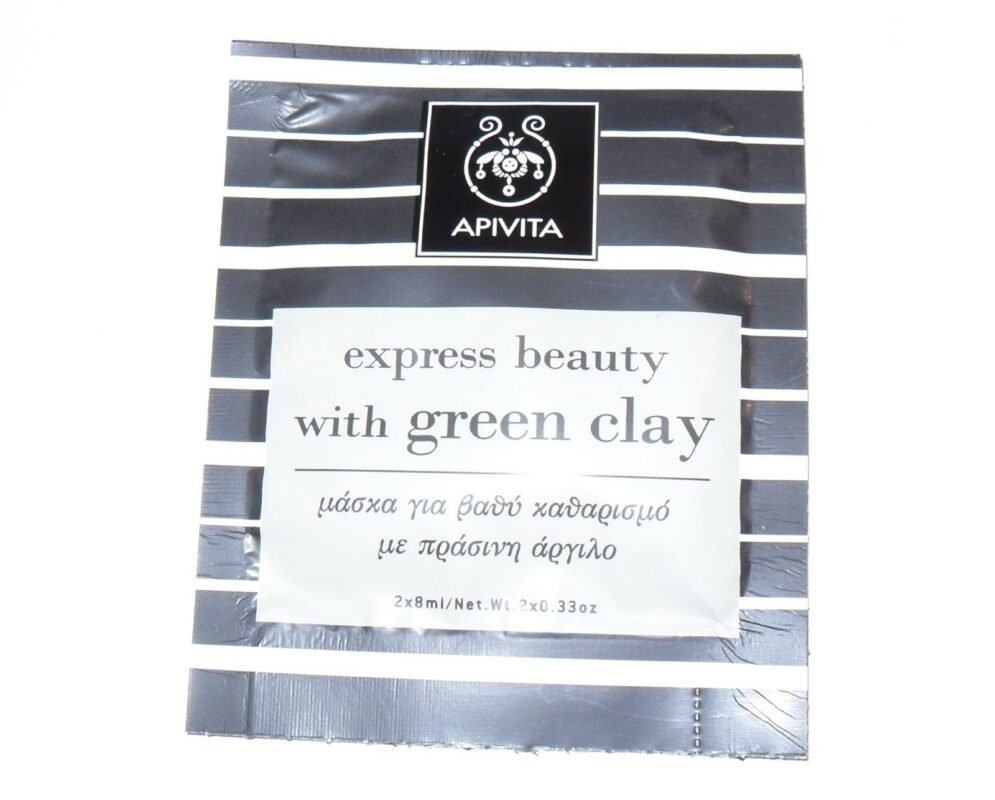 APIVITA
express beauty
with green clay
μάσκα για βαθύ καθαρισμό
με πράσινη άργιλο
2x8ml/Net.Wt.2x0.33oz